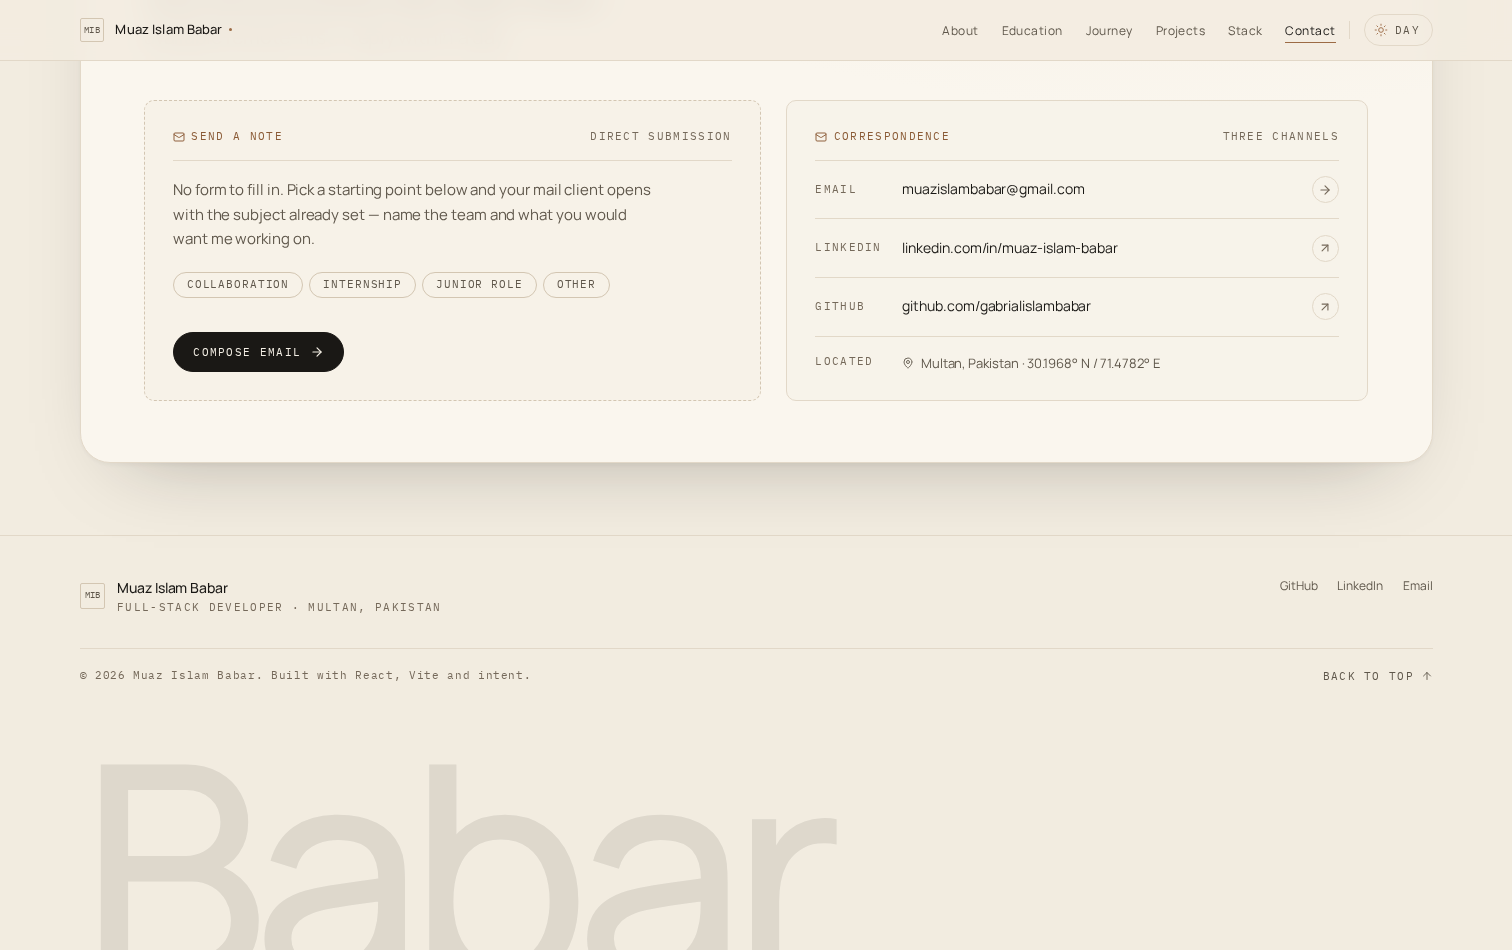 MIB Muaz Islam Babar
About Education Journey Projects Stack Contact DAY
SEND A NOTE DIRECT SUBMISSION
No form to fill in. Pick a starting point below and your mail client opens
with the subject already set — name the team and what you would
want me working on.
COLLABORATION INTERNSHIP JUNIOR ROLE OTHER
COMPOSE EMAIL →
CORRESPONDENCE THREE CHANNELS
EMAIL muazislambabar@gmail.com →
LINKEDIN linkedin.com/in/muaz-islam-babar ↗
GITHUB github.com/gabrialislambabar ↗
LOCATED Multan, Pakistan · 30.1968° N / 71.4782° E
MIB Muaz Islam Babar
FULL-STACK DEVELOPER · MULTAN, PAKISTAN
GitHub LinkedIn Email
© 2026 Muaz Islam Babar. Built with React, Vite and intent.
BACK TO TOP ↑
Babar